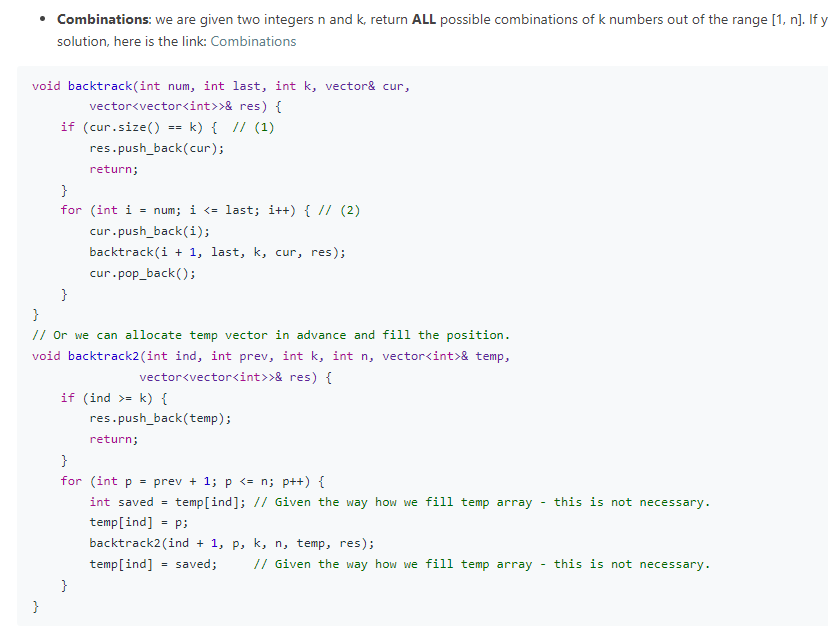 Combinations: we are given two integers n and k, return ALL possible combinations of k numbers out of the range [1, n]. If y
solution, here is the link: Combinations
void backtrack(int num, int last, int k, vector& cur,
        vector<vector<int>>& res) {
    if (cur.size() == k) {  // (1)
        res.push_back(cur);
        return;
    }
    for (int i = num; i <= last; i++) { // (2)
        cur.push_back(i);
        backtrack(i + 1, last, k, cur, res);
        cur.pop_back();
    }
}
// Or we can allocate temp vector in advance and fill the position.
void backtrack2(int ind, int prev, int k, int n, vector<int>& temp,
               vector<vector<int>>& res) {
    if (ind >= k) {
        res.push_back(temp);
        return;
    }
    for (int p = prev + 1; p <= n; p++) {
        int saved = temp[ind]; // Given the way how we fill temp array - this is not necessary.
        temp[ind] = p;
        backtrack2(ind + 1, p, k, n, temp, res);
        temp[ind] = saved;     // Given the way how we fill temp array - this is not necessary.
    }
}